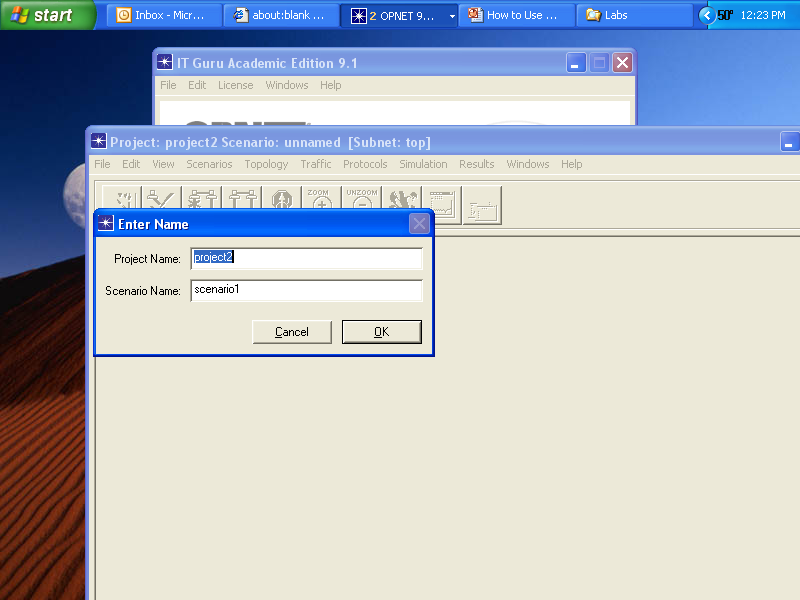 start
Inbox - Micr...
about:blank ...
2 OPNET 9...
How to Use ...
Labs
50°
12:23 PM
IT Guru Academic Edition 9.1
File Edit License Windows Help
Project: project2 Scenario: unnamed [Subnet: top]
File Edit View Scenarios Topology Traffic Protocols Simulation Results Windows Help
ZOOM UNZOOM
Enter Name
Project Name: project2
Scenario Name: scenario1
Cancel OK